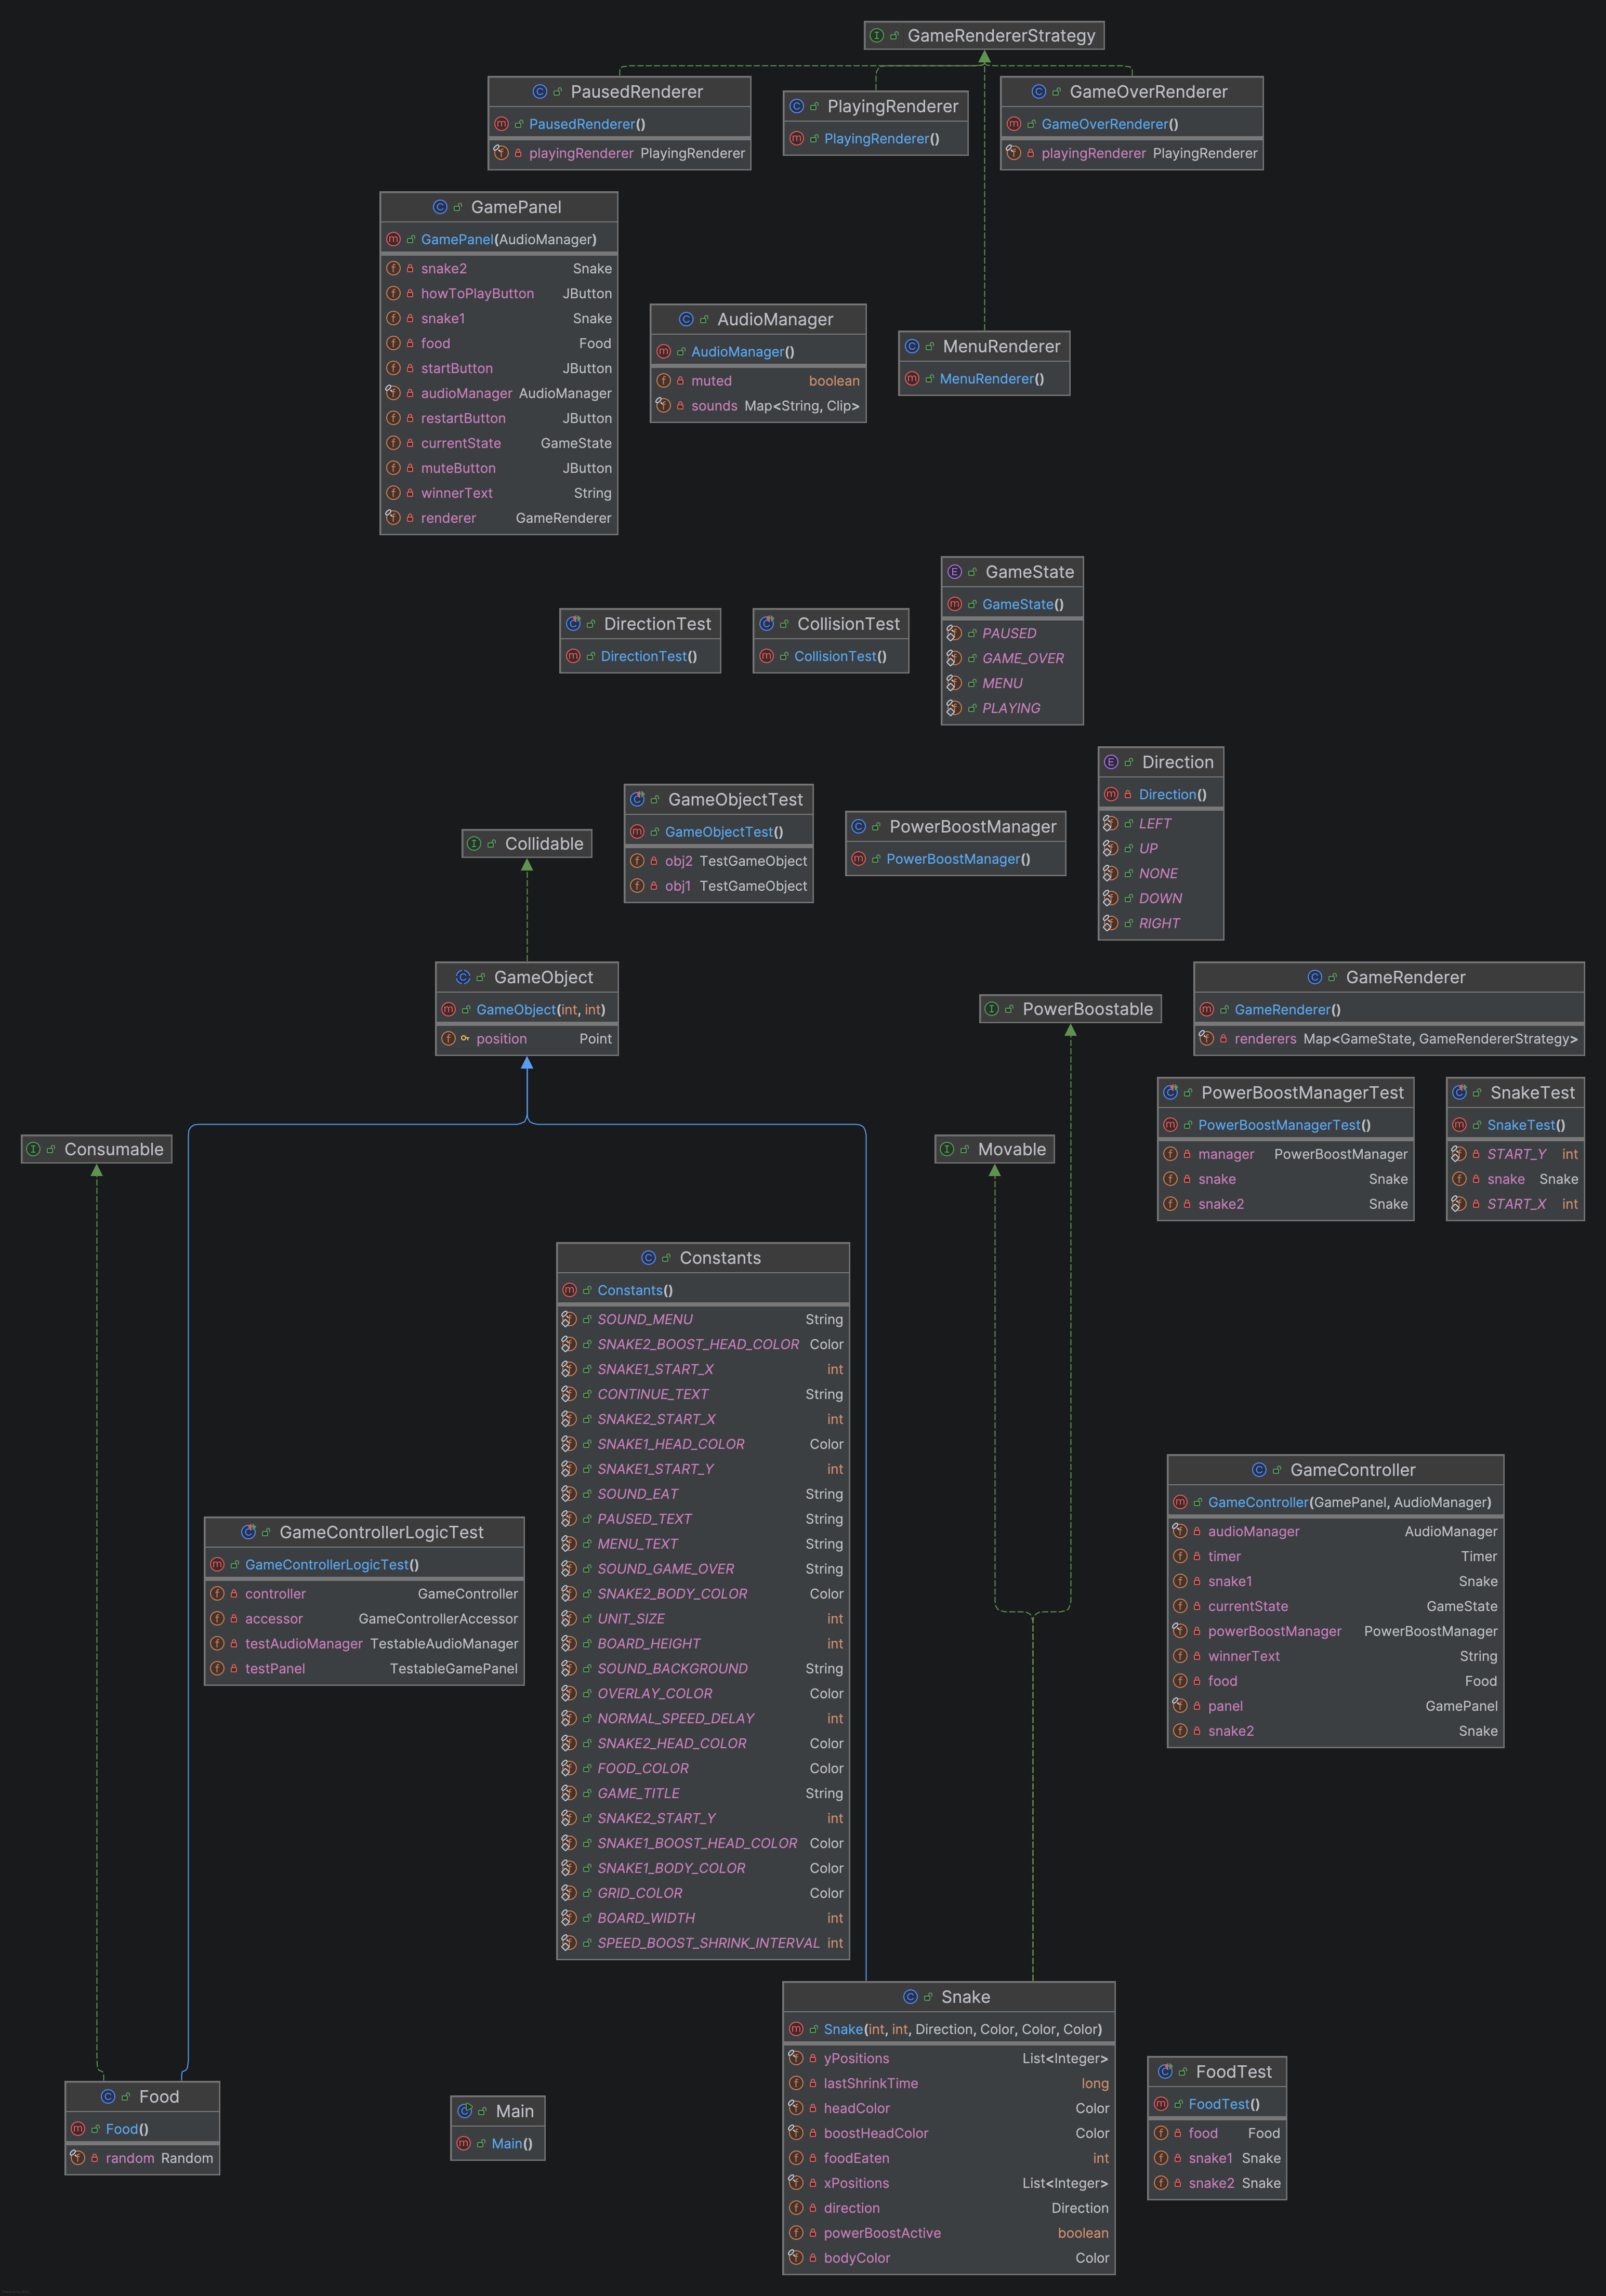 GameRendererStrategy
PausedRenderer
PausedRenderer()
playingRenderer PlayingRenderer
PlayingRenderer
PlayingRenderer()
GameOverRenderer
GameOverRenderer()
playingRenderer PlayingRenderer
GamePanel
GamePanel(AudioManager)
snake2 Snake
howToPlayButton JButton
snake1 Snake
food Food
startButton JButton
audioManager AudioManager
restartButton JButton
currentState GameState
muteButton JButton
winnerText String
renderer GameRenderer
AudioManager
AudioManager()
muted boolean
sounds Map<String, Clip>
MenuRenderer
MenuRenderer()
GameState
GameState()
PAUSED
GAME_OVER
MENU
PLAYING
DirectionTest
DirectionTest()
CollisionTest
CollisionTest()
Direction
Direction()
LEFT
UP
NONE
DOWN
RIGHT
GameObjectTest
GameObjectTest()
obj2 TestGameObject
obj1 TestGameObject
PowerBoostManager
PowerBoostManager()
Collidable
GameObject
GameObject(int, int)
position Point
PowerBoostable
GameRenderer
GameRenderer()
renderers Map<GameState, GameRendererStrategy>
PowerBoostManagerTest
PowerBoostManagerTest()
manager PowerBoostManager
snake Snake
snake2 Snake
SnakeTest
SnakeTest()
START_Y int
snake Snake
START_X int
Consumable
Movable
Constants
Constants()
SOUND_MENU String
SNAKE2_BOOST_HEAD_COLOR Color
SNAKE1_START_X int
CONTINUE_TEXT String
SNAKE2_START_X int
SNAKE1_HEAD_COLOR Color
SNAKE1_START_Y int
SOUND_EAT String
PAUSED_TEXT String
MENU_TEXT String
SOUND_GAME_OVER String
SNAKE2_BODY_COLOR Color
UNIT_SIZE int
BOARD_HEIGHT int
SOUND_BACKGROUND String
OVERLAY_COLOR Color
NORMAL_SPEED_DELAY int
SNAKE2_HEAD_COLOR Color
FOOD_COLOR Color
GAME_TITLE String
SNAKE2_START_Y int
SNAKE1_BOOST_HEAD_COLOR Color
SNAKE1_BODY_COLOR Color
GRID_COLOR Color
BOARD_WIDTH int
SPEED_BOOST_SHRINK_INTERVAL int
GameController
GameController(GamePanel, AudioManager)
audioManager AudioManager
timer Timer
snake1 Snake
currentState GameState
powerBoostManager PowerBoostManager
winnerText String
food Food
panel GamePanel
snake2 Snake
GameControllerLogicTest
GameControllerLogicTest()
controller GameController
accessor GameControllerAccessor
testAudioManager TestableAudioManager
testPanel TestableGamePanel
Snake
Snake(int, int, Direction, Color, Color, Color)
yPositions List<Integer>
lastShrinkTime long
headColor Color
boostHeadColor Color
foodEaten int
xPositions List<Integer>
direction Direction
powerBoostActive boolean
bodyColor Color
FoodTest
FoodTest()
food Food
snake1 Snake
snake2 Snake
Food
Food()
random Random
Main
Main()